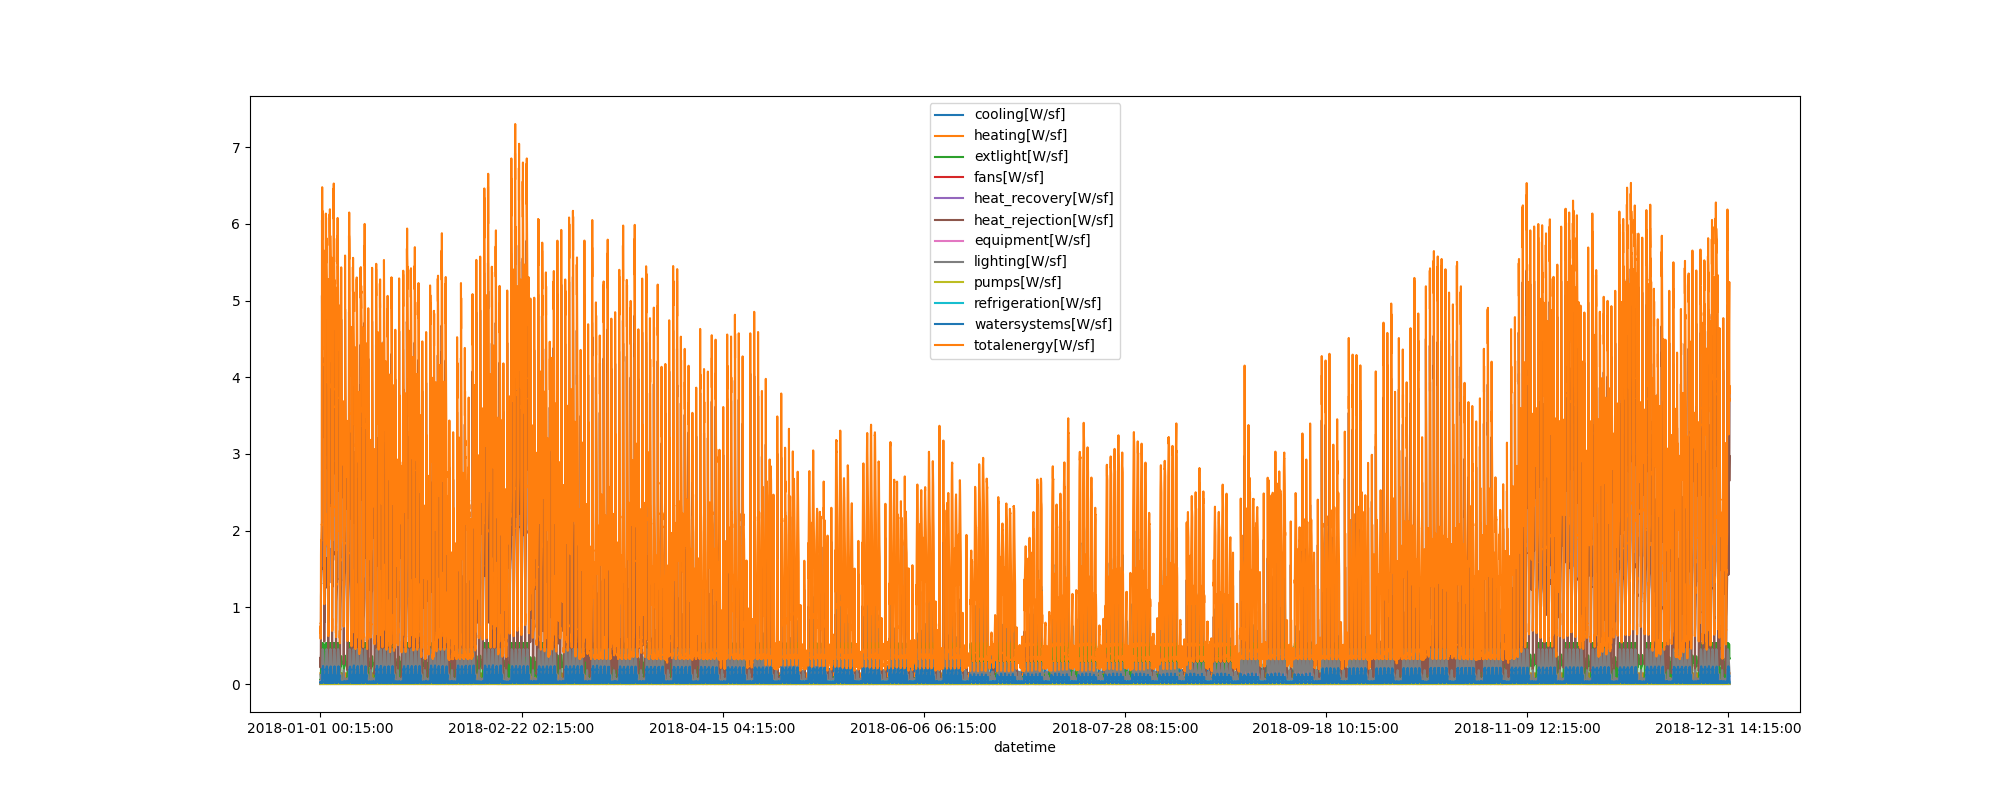 cooling[W/sf]
heating[W/sf]
extlight[W/sf]
fans[W/sf]
heat_recovery[W/sf]
heat_rejection[W/sf]
equipment[W/sf]
lighting[W/sf]
pumps[W/sf]
refrigeration[W/sf]
watersystems[W/sf]
totalenergy[W/sf]
7
6
5
4
3
2
1
0
2018-01-01 00:15:00 2018-02-22 02:15:00 2018-04-15 04:15:00 2018-06-06 06:15:00 2018-07-28 08:15:00 2018-09-18 10:15:00 2018-11-09 12:15:00 2018-12-31 14:15:00
datetime